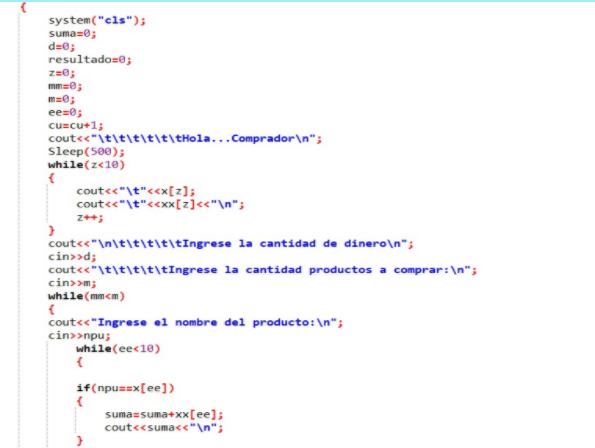 {
system("cls");
suma=0;
d=0;
resultado=0;
z=0;
mm=0;
m=0;
ee=0;
cu=cu+1;
cout<<"\t\t\t\t\t\tHola...Comprador\n";
Sleep(500);
while(z<10)
{
cout<<"\t"<<x[z];
cout<<"\t"<<xx[z]<<"\n";
z++;
}
cout<<"\n\t\t\t\t\tIngrese la cantidad de dinero\n";
cin>>d;
cout<<"\t\t\t\t\tIngrese la cantidad productos a comprar:\n";
cin>>m;
while(mm<m)
{
cout<<"Ingrese el nombre del producto:\n";
cin>>npu;
while(ee<10)
{
if(npu==x[ee])
{
suma=suma+xx[ee];
cout<<suma<<"\n";
}